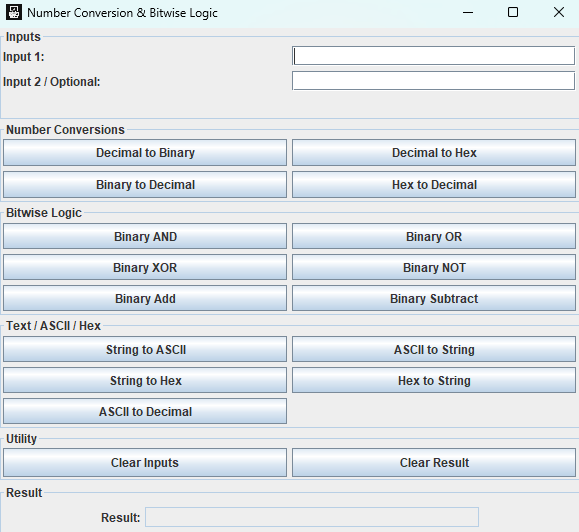 Number Conversion & Bitwise Logic
Inputs
Input 1:
Input 2 / Optional:
Number Conversions
Decimal to Binary Decimal to Hex
Binary to Decimal Hex to Decimal
Bitwise Logic
Binary AND Binary OR
Binary XOR Binary NOT
Binary Add Binary Subtract
Text / ASCII / Hex
String to ASCII ASCII to String
String to Hex Hex to String
ASCII to Decimal
Utility
Clear Inputs Clear Result
Result
Result: